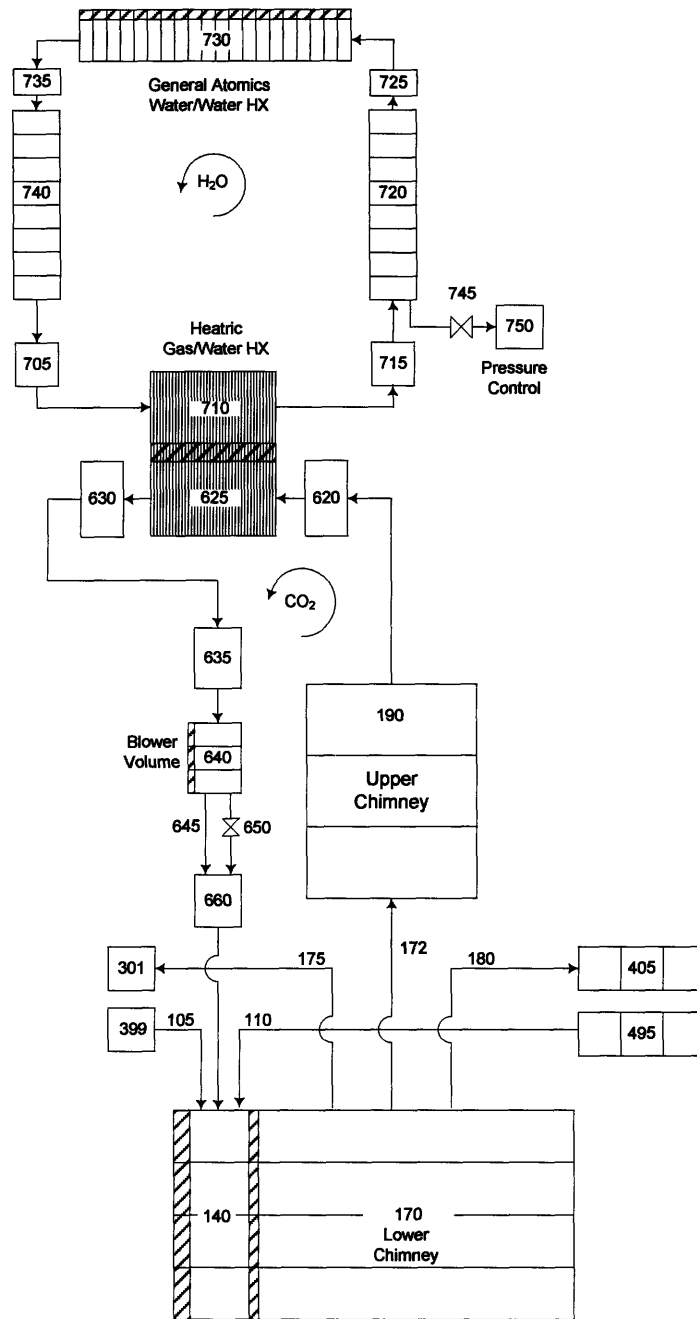 730
735
725
General Atomics
Water/Water HX
740
H₂O
720
745
750
Heatric
Gas/Water HX
705
715
Pressure
Control
710
630
625
620
CO₂
635
190
Blower
Volume
640
Upper
Chimney
645
650
660
172
301
175
180
405
399
105
110
495
140
170
Lower
Chimney